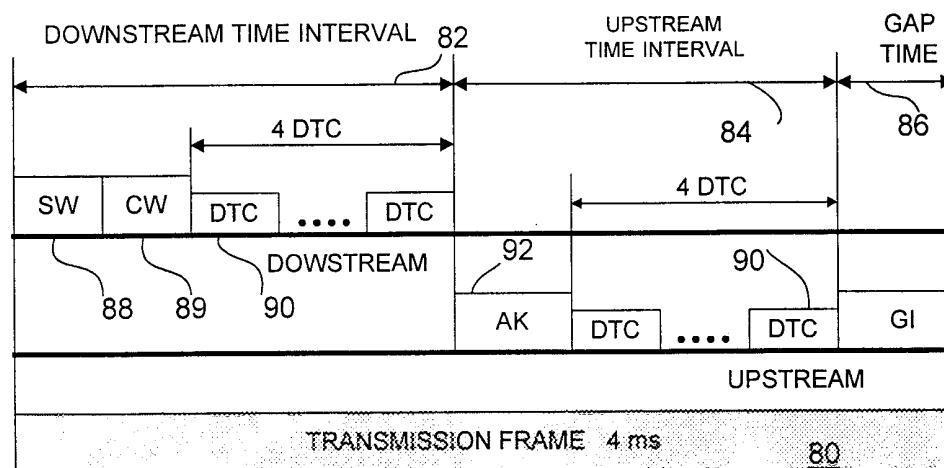 DOWNSTREAM TIME INTERVAL
82
UPSTREAM
TIME INTERVAL
GAP
TIME
84
86
4 DTC
4 DTC
SW
CW
DTC
DTC
88
89
90
DOWSTREAM
92
90
AK
DTC
DTC
GI
UPSTREAM
TRANSMISSION FRAME 4 ms
80